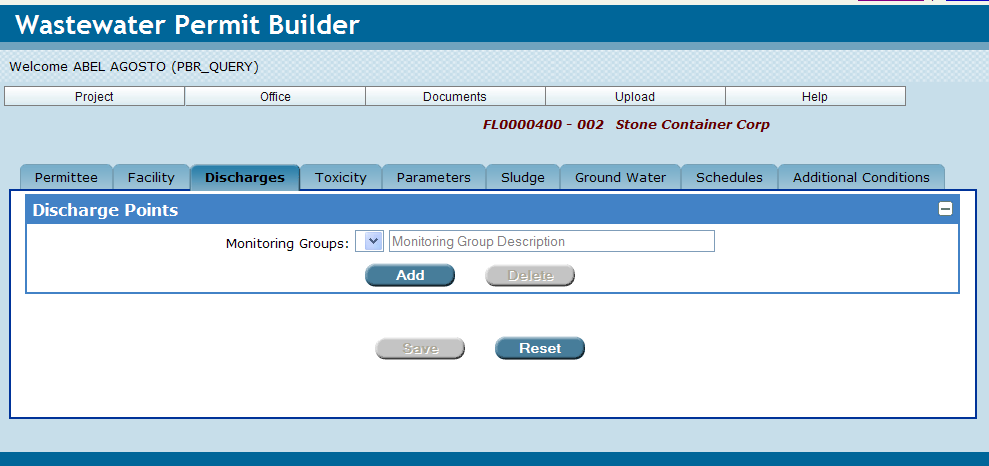 Wastewater Permit Builder
Welcome ABEL AGOSTO (PBR_QUERY)
Project Office Documents Upload Help
FL0000400 - 002 Stone Container Corp
Permittee Facility Discharges Toxicity Parameters Sludge Ground Water Schedules Additional Conditions
Discharge Points
Monitoring Groups: Monitoring Group Description
Add Delete
Save Reset